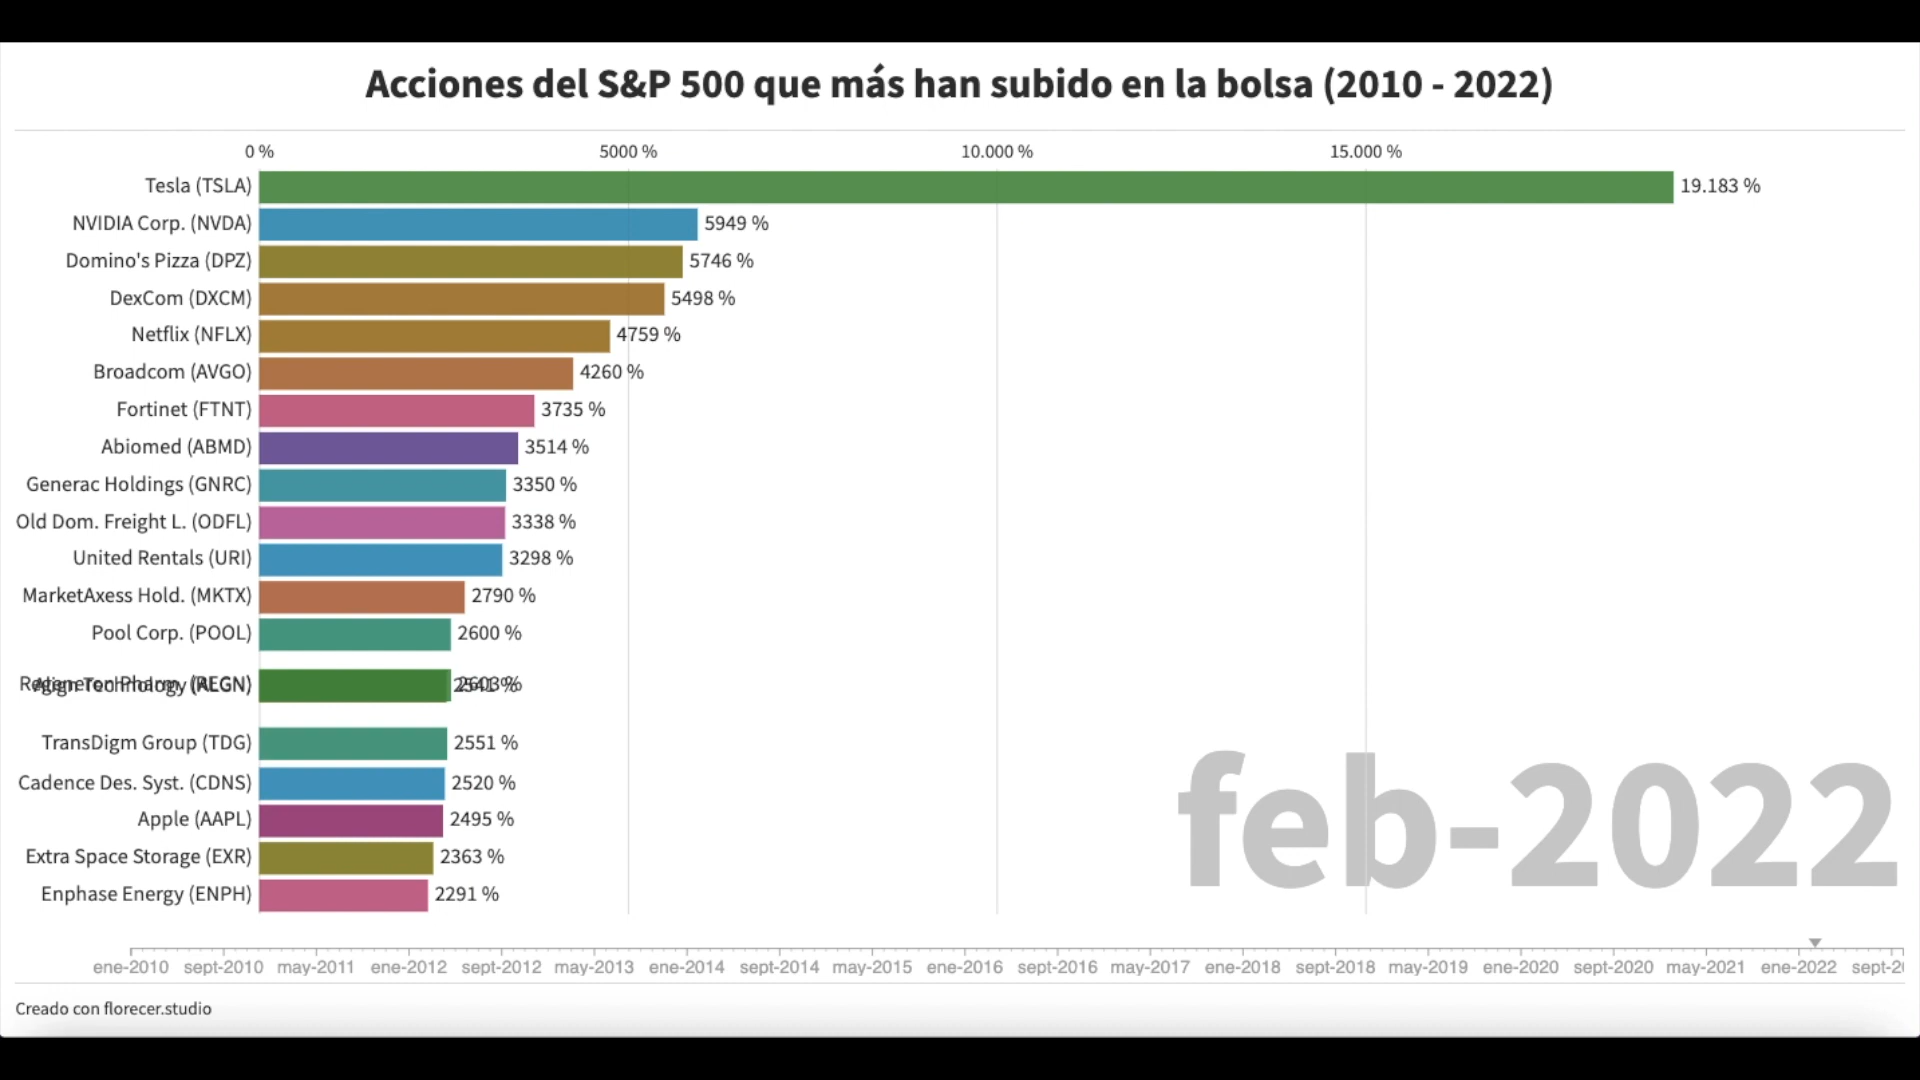 Acciones del S&P 500 que más han subido en la bolsa (2010 - 2022)
0 % 5000 % 10.000 % 15.000 %
Tesla (TSLA) 19.183 %
NVIDIA Corp. (NVDA) 5949 %
Domino's Pizza (DPZ) 5746 %
DexCom (DXCM) 5498 %
Netflix (NFLX) 4759 %
Broadcom (AVGO) 4260 %
Fortinet (FTNT) 3735 %
Abiomed (ABMD) 3514 %
Generac Holdings (GNRC) 3350 %
Old Dom. Freight L. (ODFL) 3338 %
United Rentals (URI) 3298 %
MarketAxess Hold. (MKTX) 2790 %
Pool Corp. (POOL) 2600 %
TransDigm Group (TDG) 2551 %
Cadence Des. Syst. (CDNS) 2520 %
Apple (AAPL) 2495 %
Extra Space Storage (EXR) 2363 %
Enphase Energy (ENPH) 2291 %
feb-2022
ene-2010 sept-2010 may-2011 ene-2012 sept-2012 may-2013 ene-2014 sept-2014 may-2015 ene-2016 sept-2016 may-2017 ene-2018 sept-2018 may-2019 ene-2020 sept-2020 may-2021 ene-2022
Creado con florecer.studio